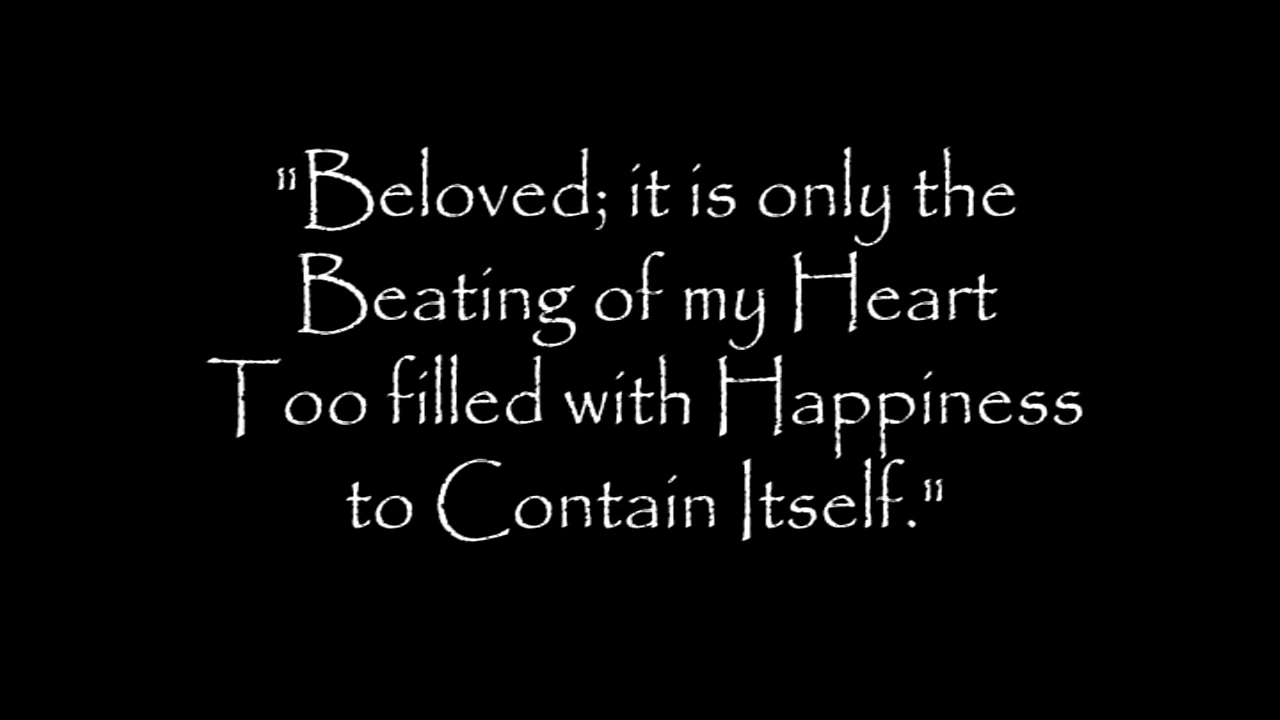 "Beloved; it is only the
Beating of my Heart
Too filled with Happiness
to Contain Itself."